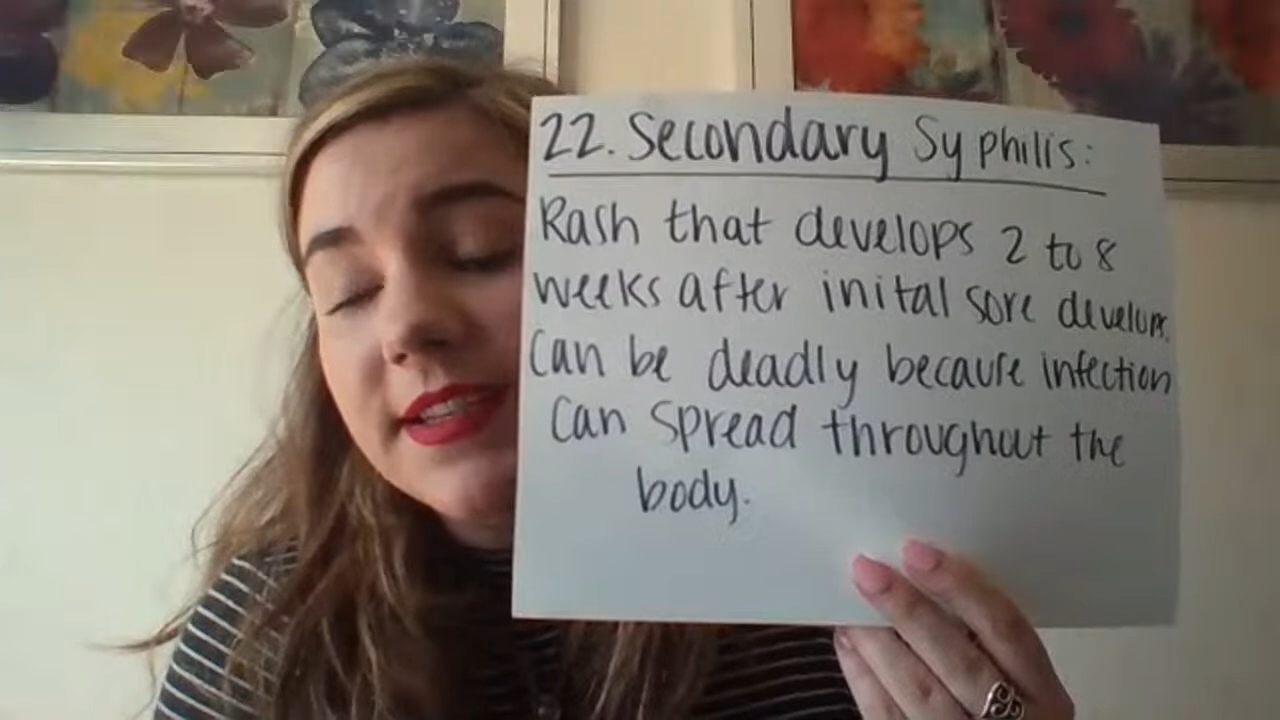 22. Secondary Syphilis:
Rash that develops 2 to 8
weeks after inital sore develops.
Can be deadly because infection
can spread throughout the
body.